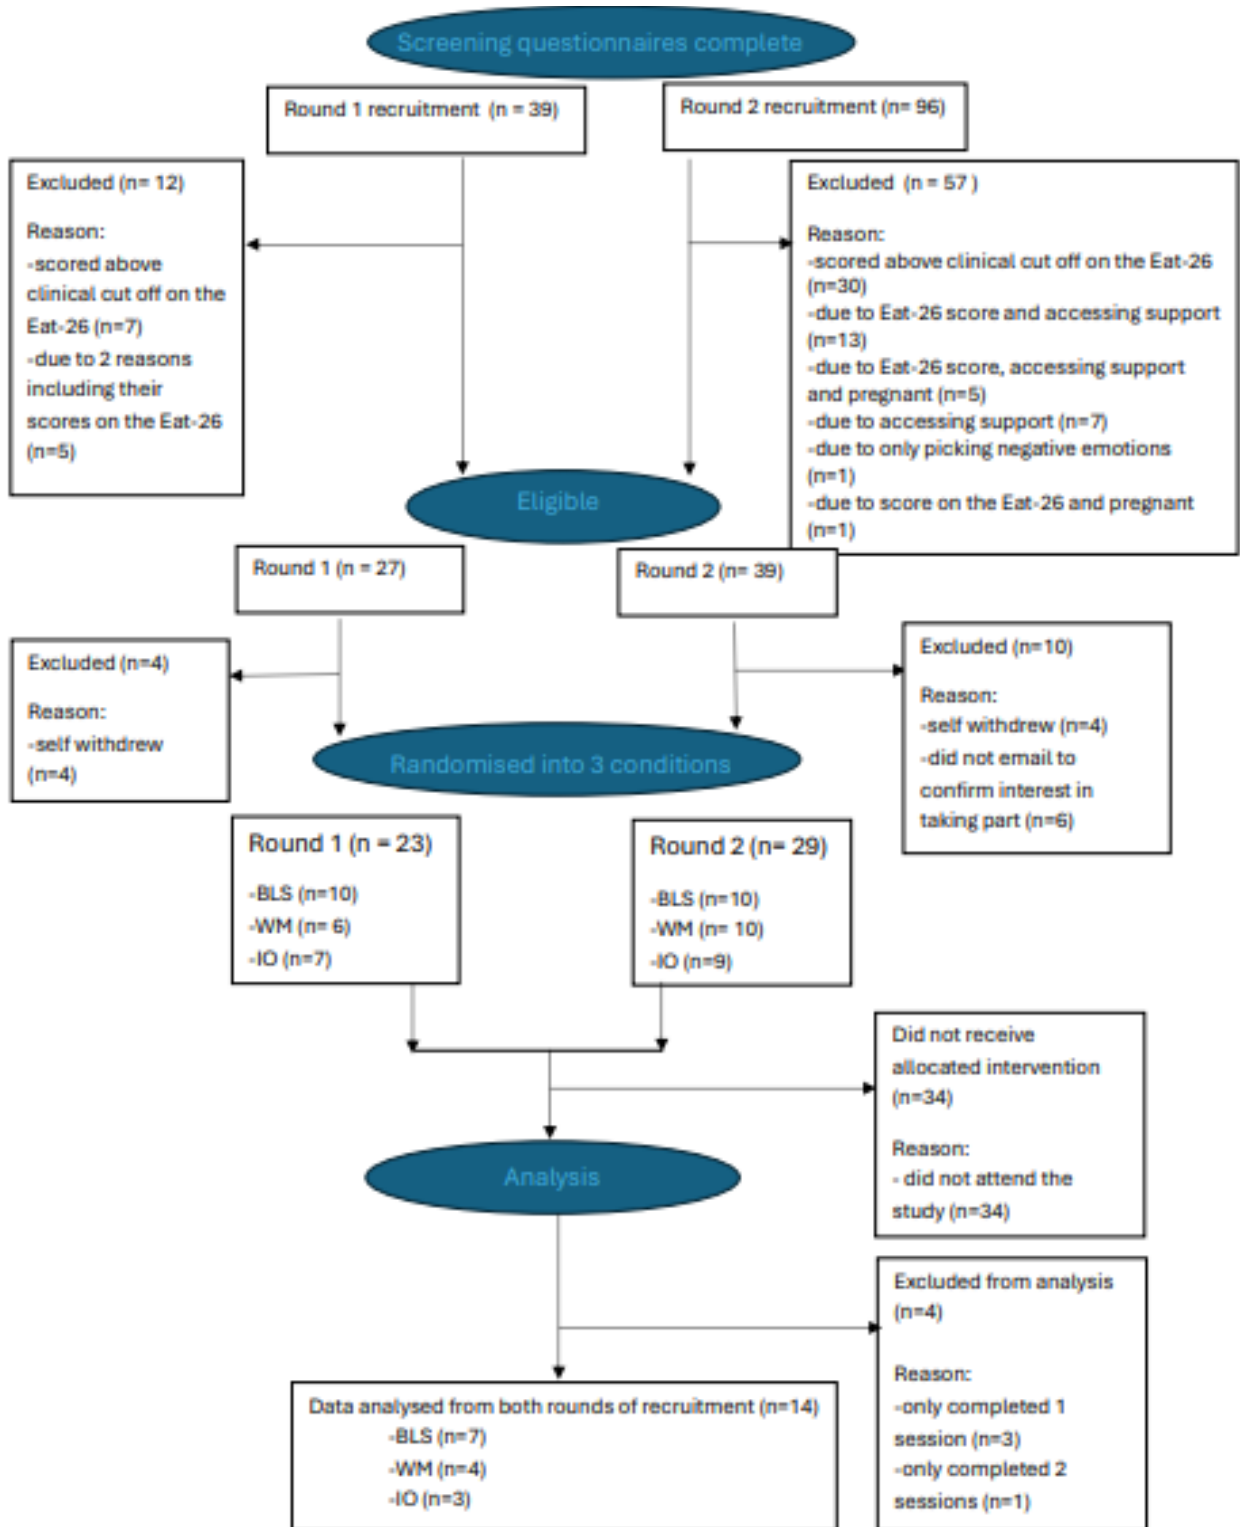 Screening questionnaires complete
Round 1 recruitment (n = 39)
Round 2 recruitment (n= 96)
Excluded (n= 12)
Reason:
-scored above
clinical cut off on the
Eat-26 (n=7)
-due to 2 reasons
including their
scores on the Eat-26
(n=5)
Excluded (n = 57 )
Reason:
-scored above clinical cut off on the Eat-26
(n=30)
-due to Eat-26 score and accessing support
(n=13)
-due to Eat-26 score, accessing support
and pregnant (n=5)
-due to accessing support (n=7)
-due to only picking negative emotions
(n=1)
-due to score on the Eat-26 and pregnant
(n=1)
Eligible
Round 1 (n = 27)
Round 2 (n= 39)
Excluded (n=4)
Reason:
-self withdrew
(n=4)
Excluded (n=10)
Reason:
-self withdrew (n=4)
-did not email to
confirm interest in
taking part (n=6)
Randomised into 3 conditions
Round 1 (n = 23)
-BLS (n=10)
-WM (n= 6)
-IO (n=7)
Round 2 (n= 29)
-BLS (n=10)
-WM (n= 10)
-IO (n=9)
Did not receive
allocated intervention
(n=34)
Reason:
- did not attend the
study (n=34)
Analysis
Excluded from analysis
(n=4)
Reason:
-only completed 1
session (n=3)
-only completed 2
sessions (n=1)
Data analysed from both rounds of recruitment (n=14)
-BLS (n=7)
-WM (n=4)
-IO (n=3)